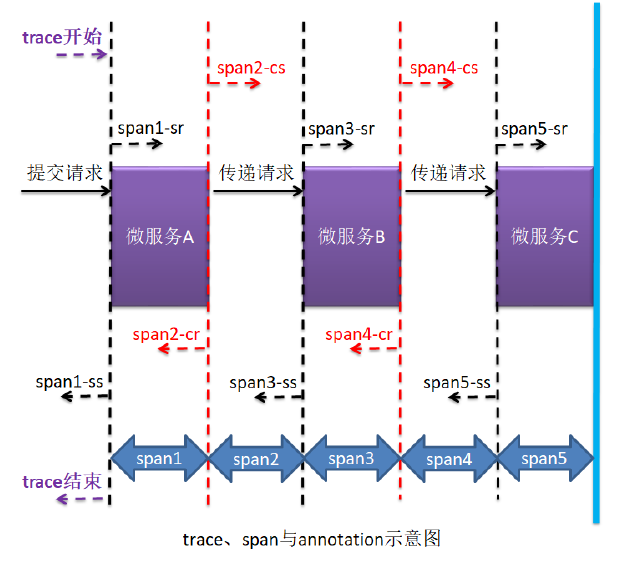 trace开始
span2-cs
span4-cs
span1-sr
span3-sr
span5-sr
提交请求
传递请求
传递请求
微服务A
微服务B
微服务C
span2-cr
span4-cr
span1-ss
span3-ss
span5-ss
span1
span2
span3
span4
span5
trace结束
trace、span与annotation示意图